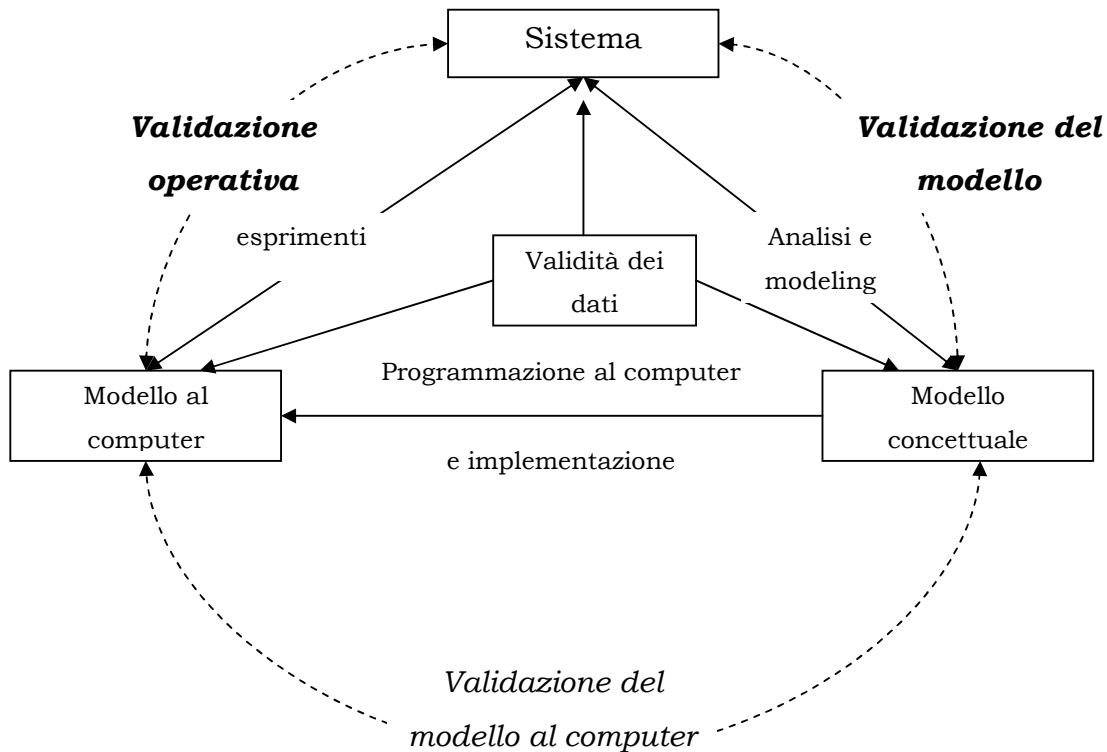 Sistema
Validazione
operativa
Validazione del
modello
esprimenti
Validità dei
dati
Analisi e
modeling
Programmazione al computer
Modello al
computer
Modello
concettuale
e implementazione
Validazione del
modello al computer